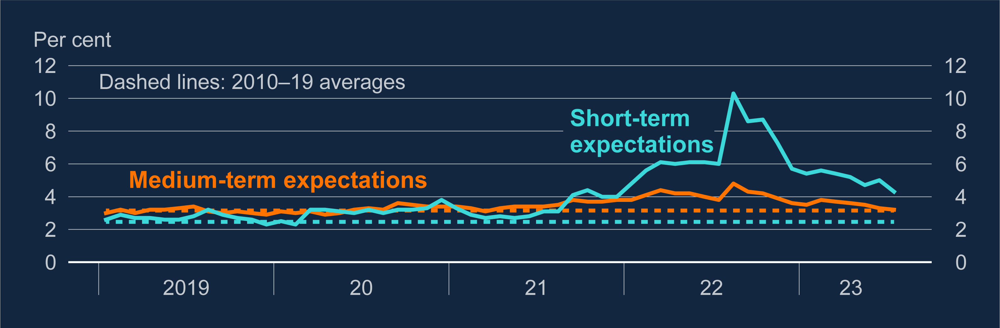 Per cent
12 12
Dashed lines: 2010–19 averages
10 10
Short-term
8 8
expectations
6 6
Medium-term expectations
4 4
2 2
0 0
2019 20 21 22 23